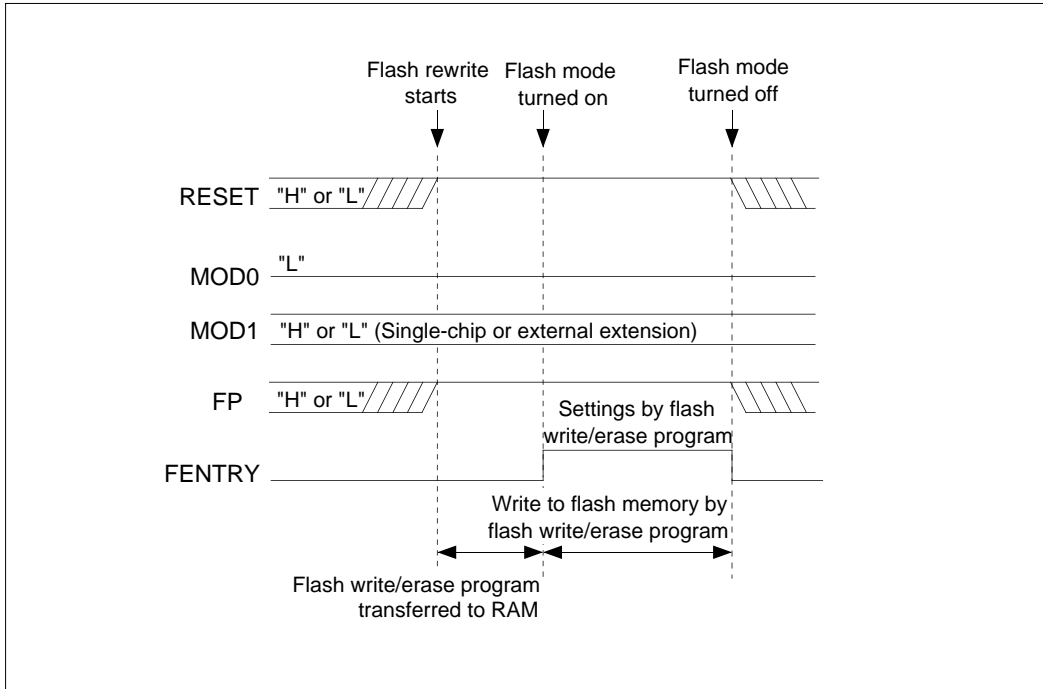 Flash rewrite
starts
Flash mode
turned on
Flash mode
turned off
RESET "H" or "L"
MOD0 "L"
MOD1 "H" or "L" (Single-chip or external extension)
FP "H" or "L"
Settings by flash
write/erase program
FENTRY
Write to flash memory by
flash write/erase program
Flash write/erase program
transferred to RAM